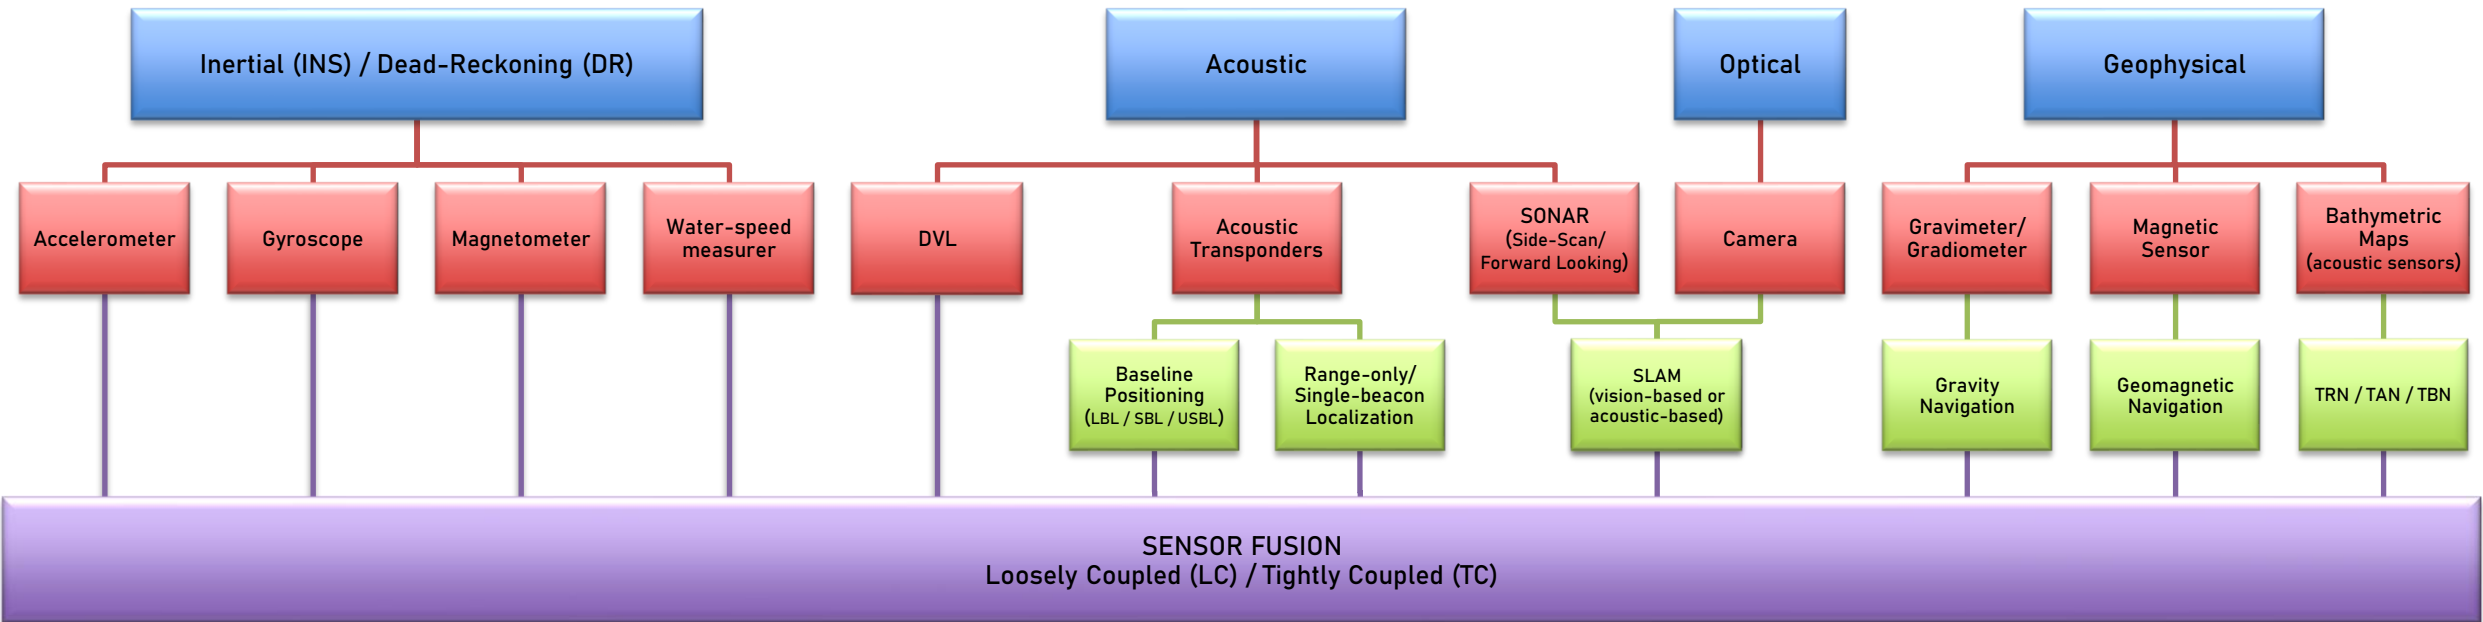 Inertial (INS) / Dead-Reckoning (DR)
Acoustic
Optical
Geophysical
Accelerometer
Gyroscope
Magnetometer
Water-speed
measurer
DVL
Acoustic
Transponders
SONAR
(Side-Scan/
Forward Looking)
Camera
Gravimeter/
Gradiometer
Magnetic
Sensor
Bathymetric
Maps
(acoustic sensors)
Baseline
Positioning
(LBL / SBL / USBL)
Range-only/
Single-beacon
Localization
SLAM
(vision-based or
acoustic-based)
Gravity
Navigation
Geomagnetic
Navigation
TRN / TAN / TBN
SENSOR FUSION
Loosely Coupled (LC) / Tightly Coupled (TC)